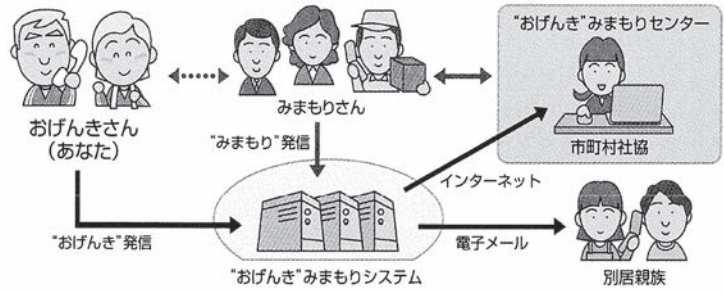 "おげんき"みまもりセンター
みまもりさん
おげんきさん
(あなた)
市町村社協
"みまもり"発信
インターネット
"おげんき"発信
電子メール
"おげんき"みまもりシステム
別居親族